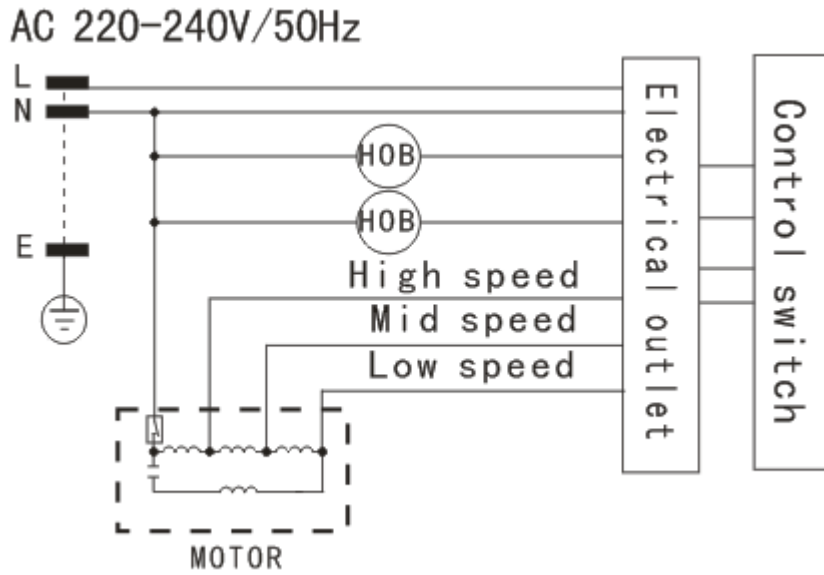 AC 220-240V/50Hz
L
N
E
HOB
HOB
High speed
Mid speed
Low speed
MOTOR
Electrical outlet
Control switch